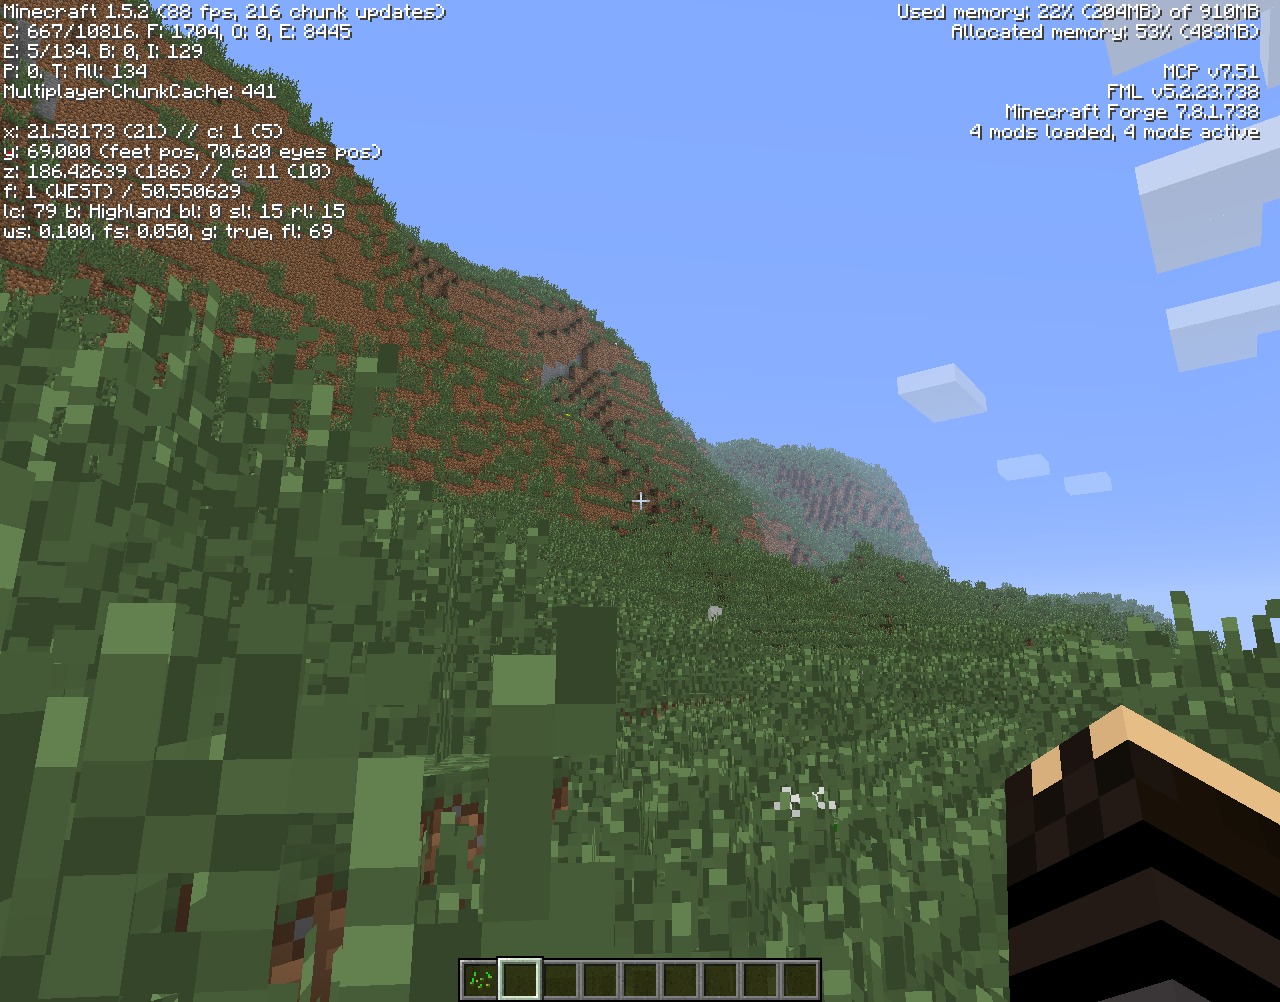 Minecraft 1.5.2 (88 fps, 216 chunk updates)
C: 667/10816. F: 1704, O: 0, E: 8445
E: 5/134. B: 0, I: 129
P: 0, T: All: 134
MultiplayerChunkCache: 441
x: 21.58173 (21) // c: 1 (5)
y: 69.000 (feet pos, 70.620 eyes pos)
z: 186.42639 (186) // c: 11 (10)
f: 1 (WEST) / 50.550629
lc: 79 b: Highland bl: 0 sl: 15 rl: 15
ws: 0.100, fs: 0.050, g: true, fl: 69
Used memory: 22% (204MB) of 910MB
Allocated memory: 53% (483MB)
MCP v7.51
FML v5.2.23.738
Minecraft Forge 7.8.1.738
4 mods loaded, 4 mods active